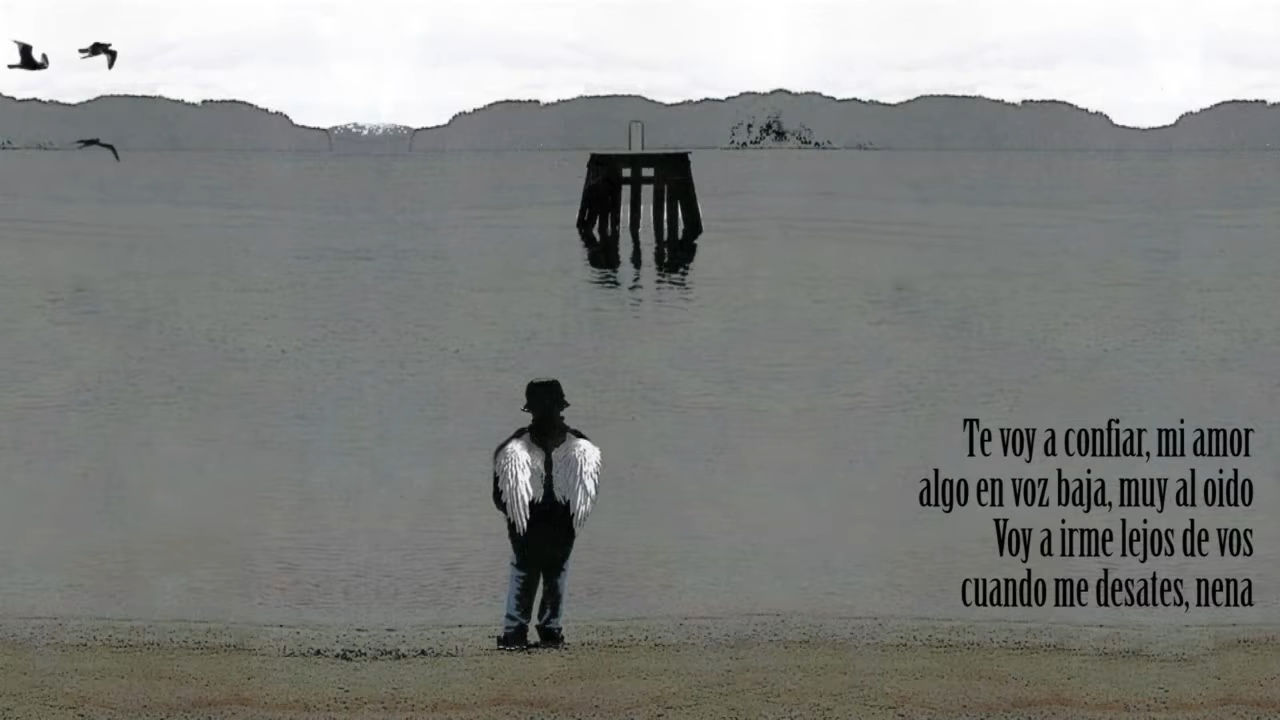 Te voy a confiar, mi amor
algo en voz baja, muy al oido
Voy a irme lejos de vos
cuando me desates, nena